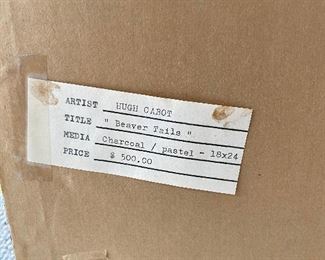 ARTIST HUGH CABOT
TITLE " Beaver Tails "
MEDIA Charcoal / pastel - 18x24
PRICE $ 500.00